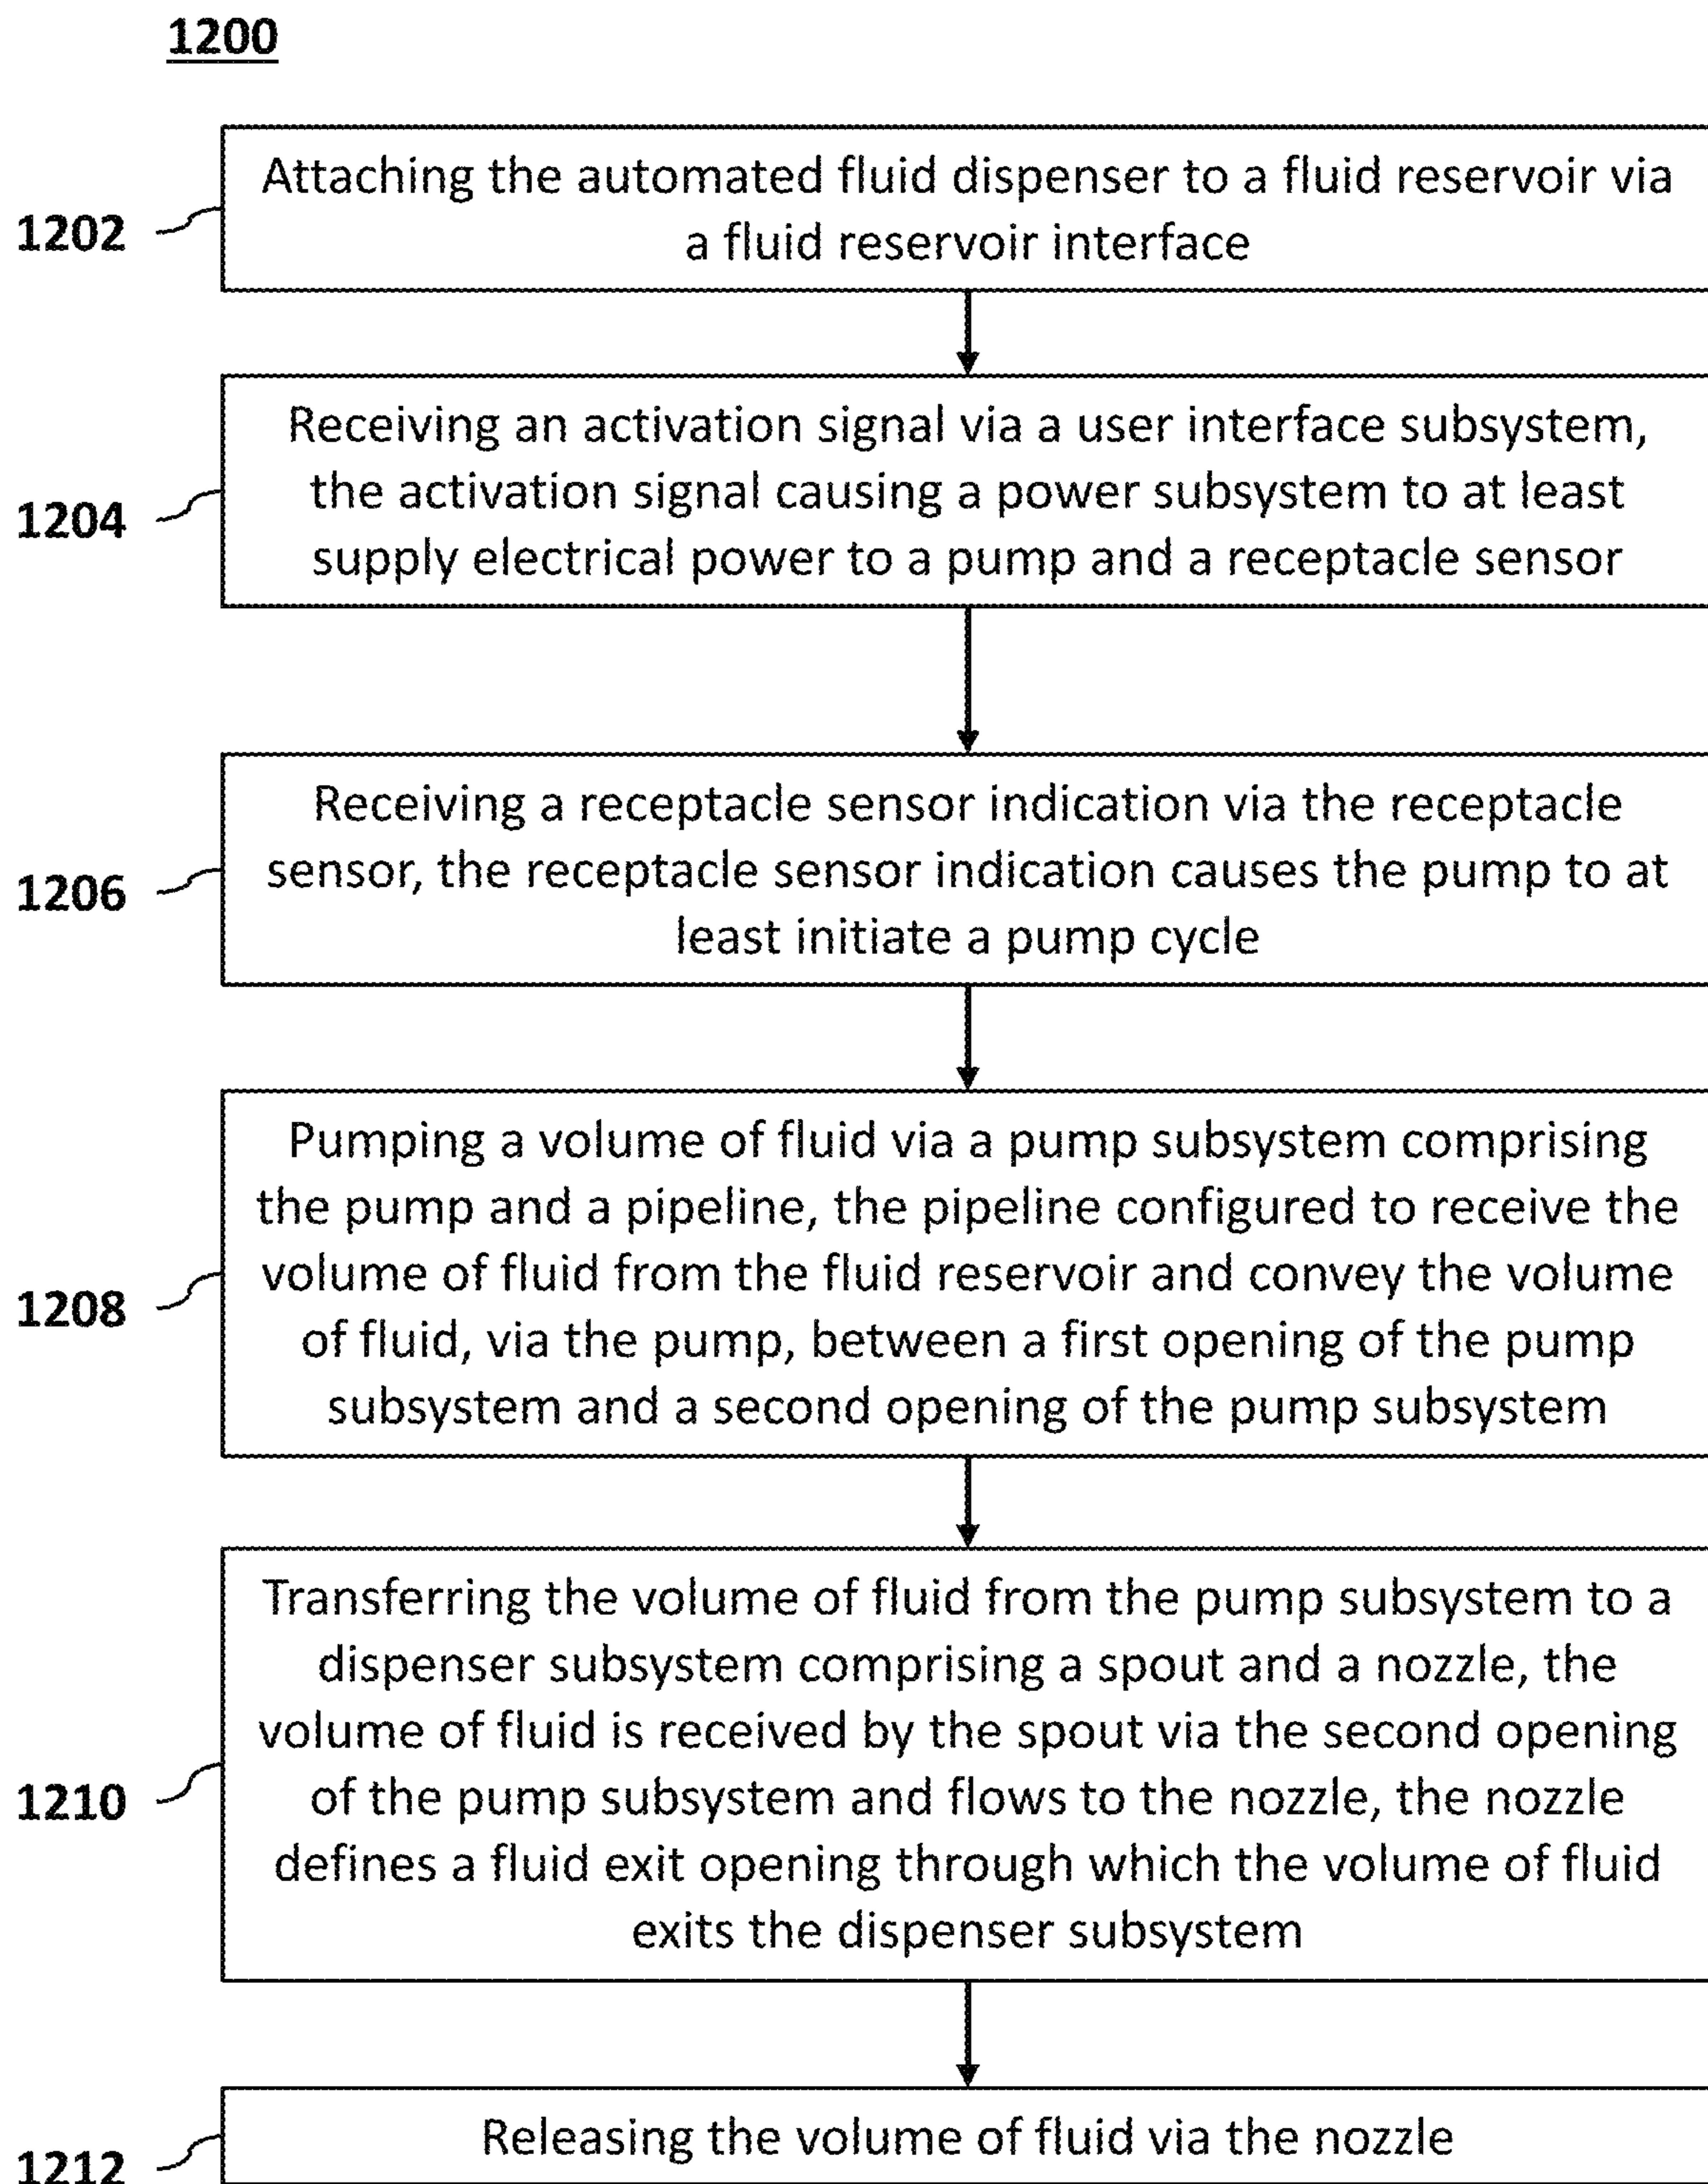 1200
1202
Attaching the automated fluid dispenser to a fluid reservoir via
a fluid reservoir interface
1204
Receiving an activation signal via a user interface subsystem,
the activation signal causing a power subsystem to at least
supply electrical power to a pump and a receptacle sensor
1206
Receiving a receptacle sensor indication via the receptacle
sensor, the receptacle sensor indication causes the pump to at
least initiate a pump cycle
1208
Pumping a volume of fluid via a pump subsystem comprising
the pump and a pipeline, the pipeline configured to receive the
volume of fluid from the fluid reservoir and convey the volume
of fluid, via the pump, between a first opening of the pump
subsystem and a second opening of the pump subsystem
1210
Transferring the volume of fluid from the pump subsystem to a
dispenser subsystem comprising a spout and a nozzle, the
volume of fluid is received by the spout via the second opening
of the pump subsystem and flows to the nozzle, the nozzle
defines a fluid exit opening through which the volume of fluid
exits the dispenser subsystem
1212
Releasing the volume of fluid via the nozzle